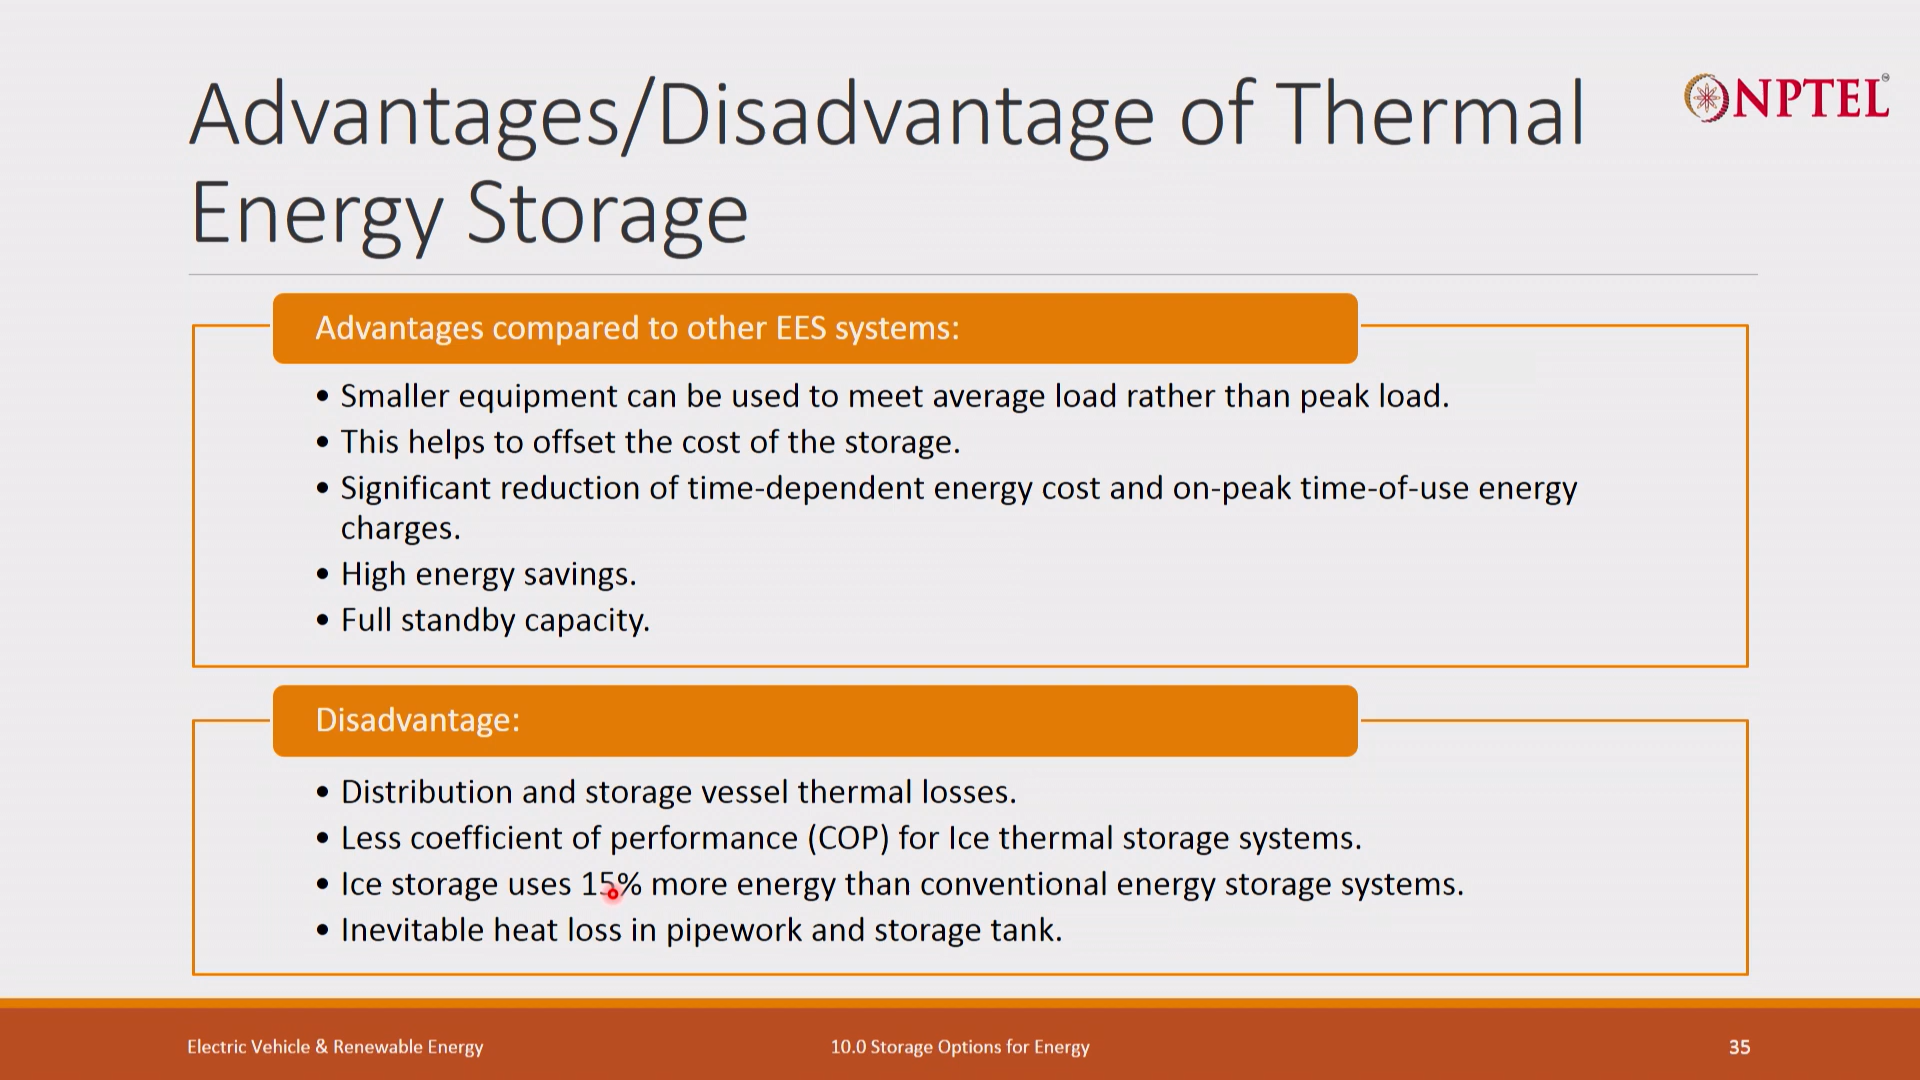 Advantages/Disadvantage of Thermal
Energy Storage
NPTEL
Advantages compared to other EES systems:
• Smaller equipment can be used to meet average load rather than peak load.
• This helps to offset the cost of the storage.
• Significant reduction of time-dependent energy cost and on-peak time-of-use energy
charges.
• High energy savings.
• Full standby capacity.
Disadvantage:
• Distribution and storage vessel thermal losses.
• Less coefficient of performance (COP) for Ice thermal storage systems.
• Ice storage uses 15% more energy than conventional energy storage systems.
• Inevitable heat loss in pipework and storage tank.
Electric Vehicle & Renewable Energy
10.0 Storage Options for Energy
35